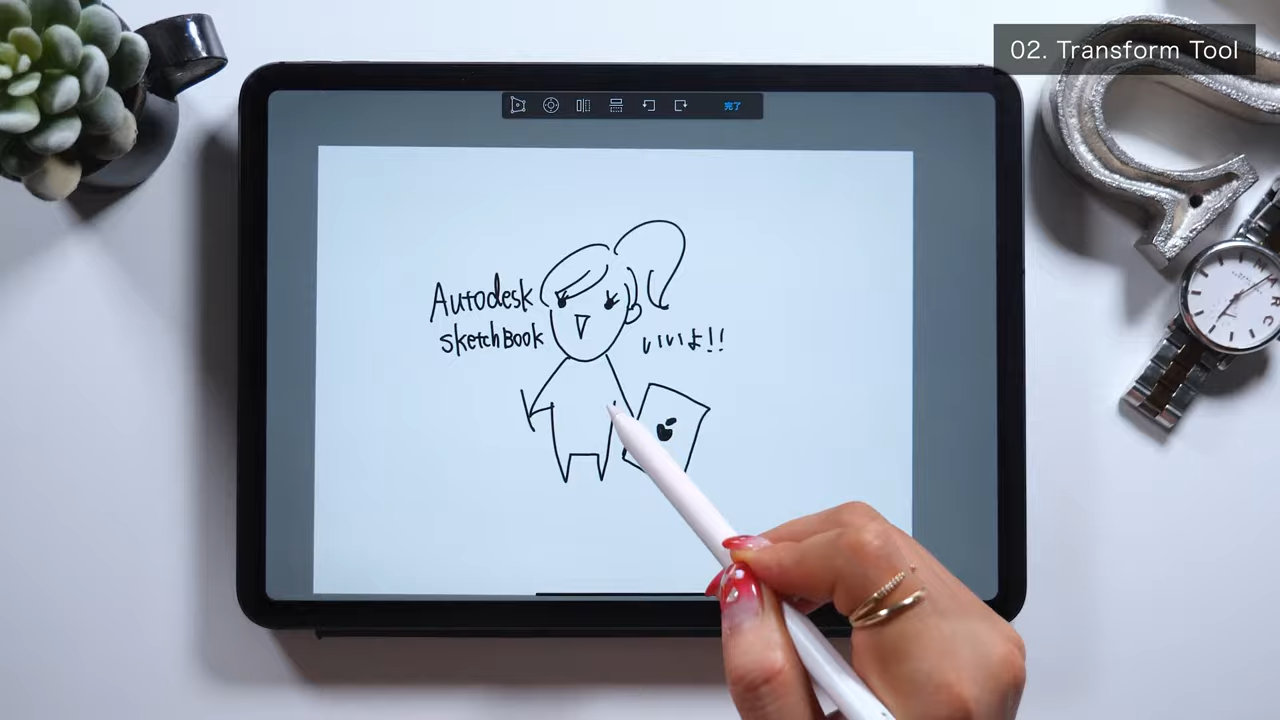 02. Transform Tool
完了
Autodesk
sketchBook
いいよ!!